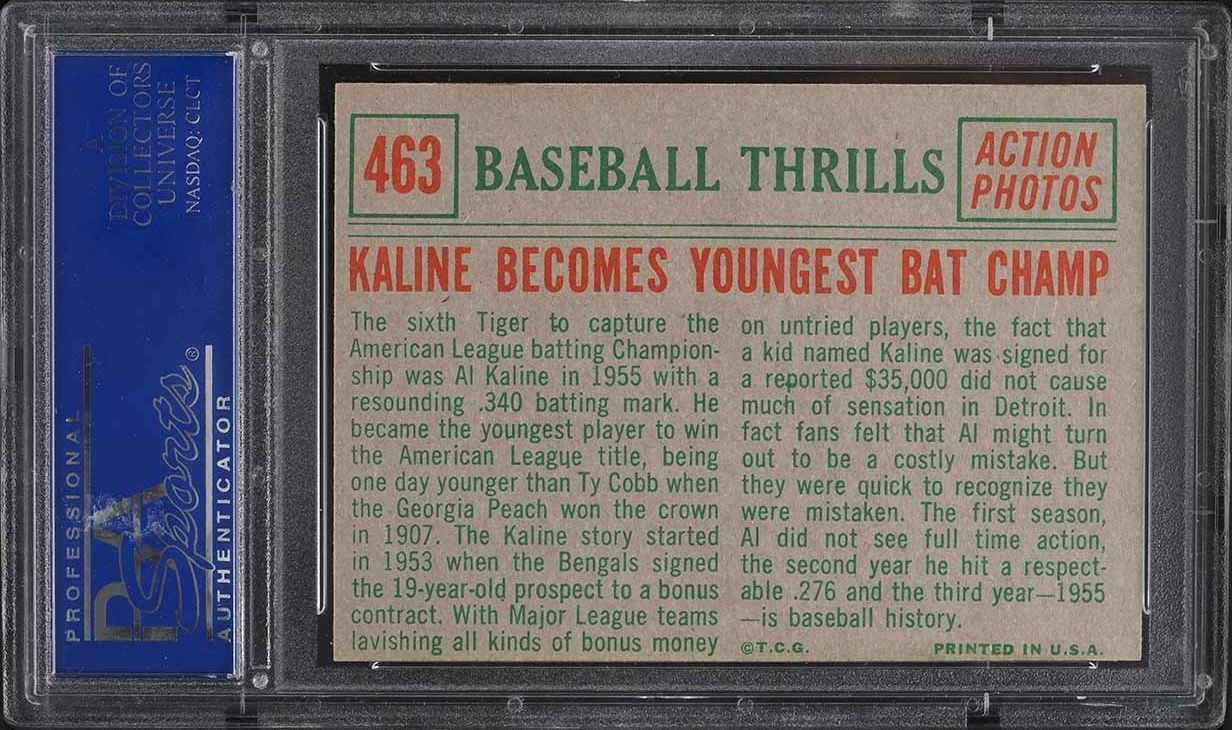 A
DIVISION OF
COLLECTORS
UNIVERSE
NASDAQ: CLCT
PROFESSIONAL
PSA
Sports®
AUTHENTICATOR
463
BASEBALL THRILLS
ACTION
PHOTOS
KALINE BECOMES YOUNGEST BAT CHAMP
The sixth Tiger to capture the
American League batting Champion-
ship was Al Kaline in 1955 with a
resounding .340 batting mark. He
became the youngest player to win
the American League title, being
one day younger than Ty Cobb when
the Georgia Peach won the crown
in 1907. The Kaline story started
in 1953 when the Bengals signed
the 19-year-old prospect to a bonus
contract. With Major League teams
lavishing all kinds of bonus money
on untried players, the fact that
a kid named Kaline was signed for
a reported $35,000 did not cause
much of sensation in Detroit. In
fact fans felt that Al might turn
out to be a costly mistake. But
they were quick to recognize they
were mistaken. The first season,
Al did not see full time action,
the second year he hit a respect-
able .276 and the third year—1955
—is baseball history.
©T.C.G.
PRINTED IN U.S.A.